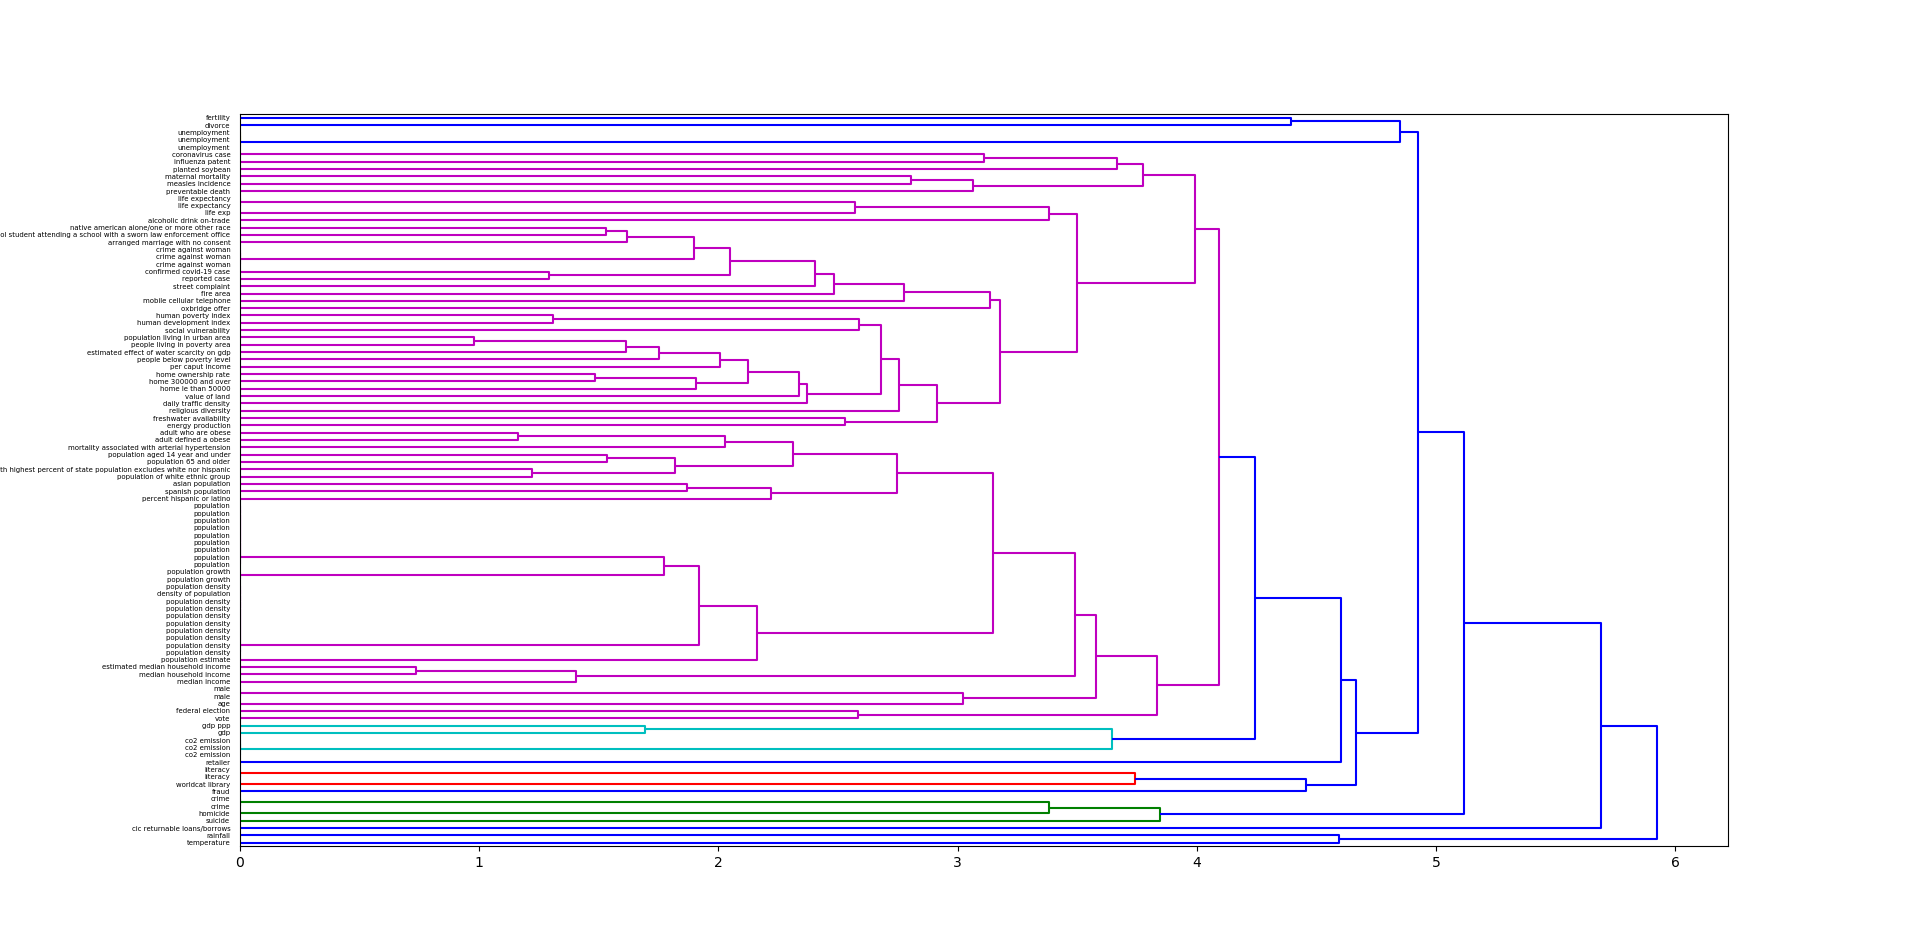 fertility
divorce
unemployment
unemployment
unemployment
coronavirus case
influenza patent
planted soybean
maternal mortality
measles incidence
preventable death
life expectancy
life expectancy
life exp
alcoholic drink on-trade
native american alone/one or more other race
ol student attending a school with a sworn law enforcement office
arranged marriage with no consent
crime against woman
crime against woman
crime against woman
confirmed covid-19 case
reported case
street complaint
fire area
mobile cellular telephone
oxbridge offer
human poverty index
human development index
social vulnerability
population living in urban area
people living in poverty area
estimated effect of water scarcity on gdp
people below poverty level
per caput income
home ownership rate
home 300000 and over
home le than 50000
value of land
daily traffic density
religious diversity
freshwater availability
energy production
adult who are obese
adult defined a obese
mortality associated with arterial hypertension
population aged 14 year and under
population 65 and older
th highest percent of state population excludes white nor hispanic
population of white ethnic group
asian population
spanish population
percent hispanic or latino
population
population
population
population
population
population
population
population
population
population growth
population growth
population density
density of population
population density
population density
population density
population density
population density
population density
population density
population density
population estimate
estimated median household income
median household income
median income
male
male
age
federal election
vote
gdp ppp
gdp
co2 emission
co2 emission
co2 emission
retailer
literacy
literacy
worldcat library
fraud
crime
crime
homicide
suicide
cic returnable loans/borrows
rainfall
temperature
0 1 2 3 4 5 6